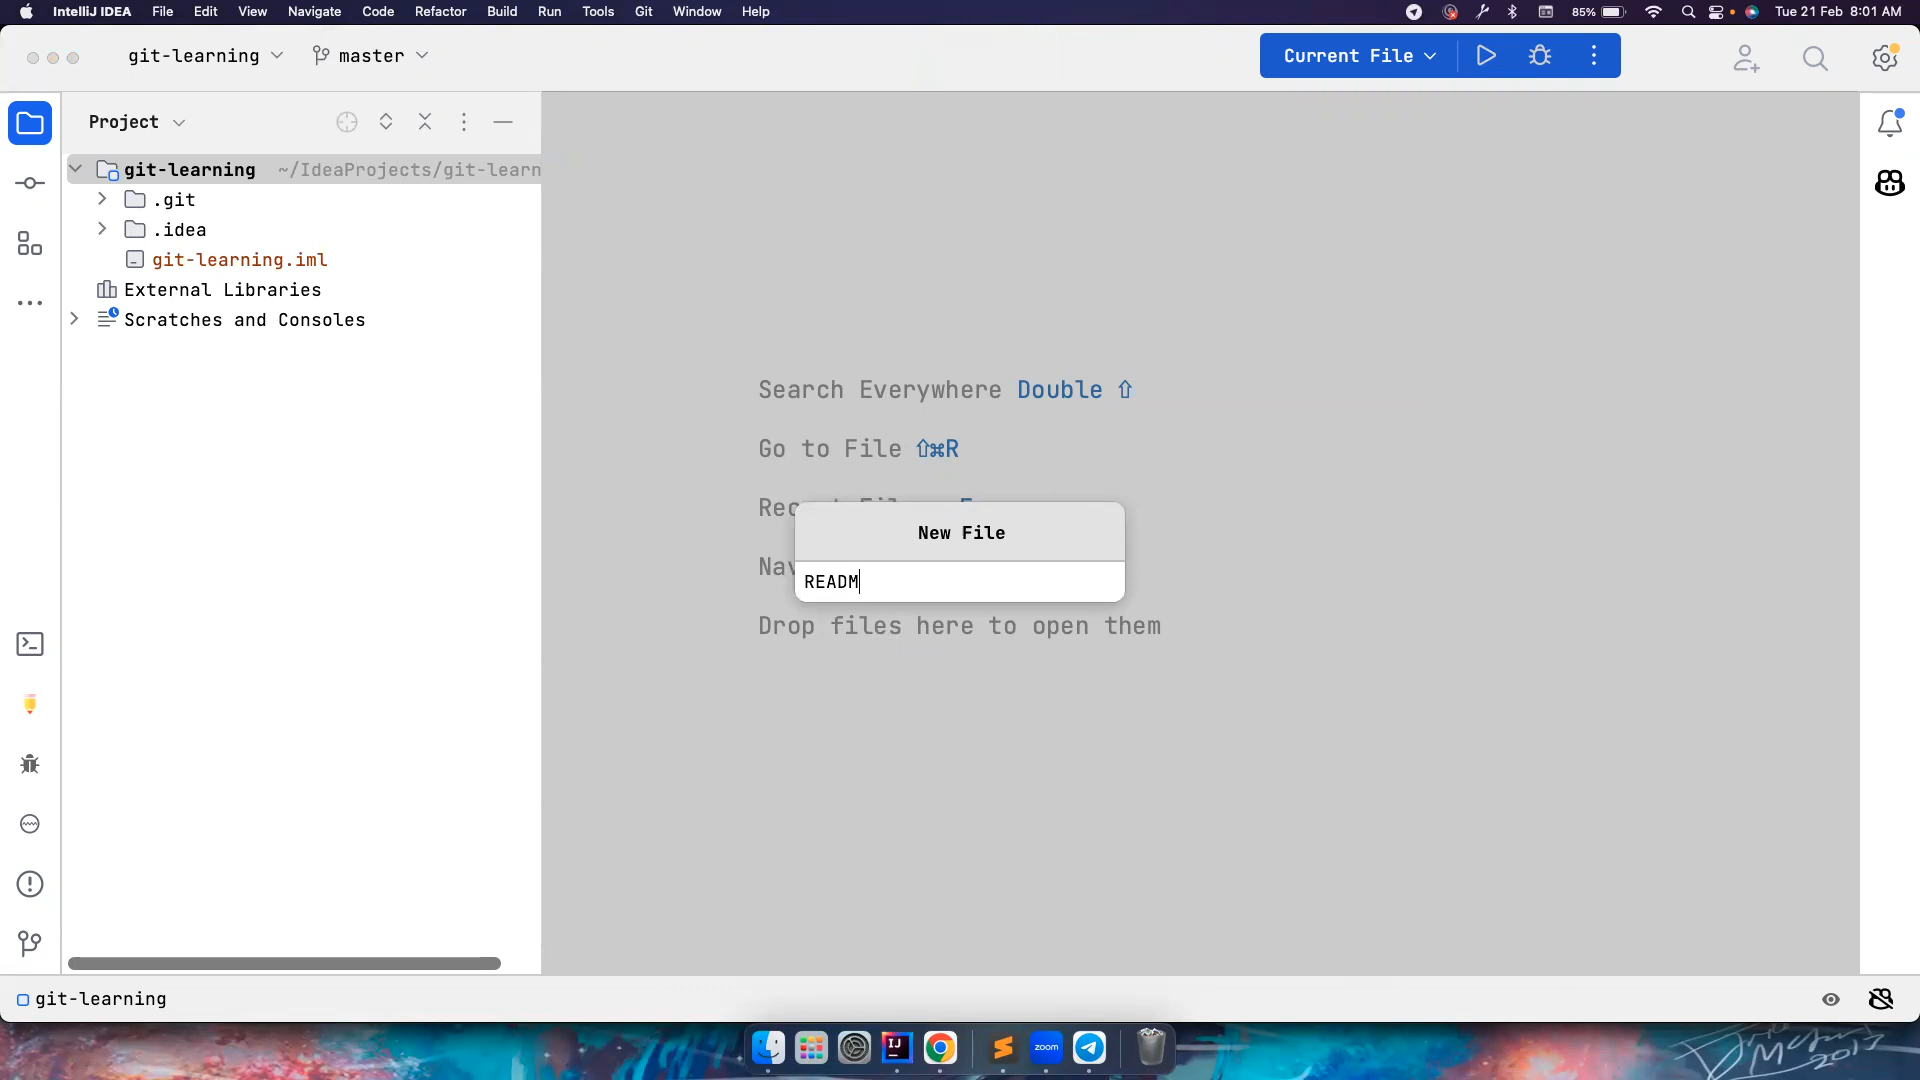 IntelliJ IDEA File Edit View Navigate Code Refactor Build Run Tools Git Window Help 85% Tue 21 Feb 8:01 AM
git-learning master Current File
Project
git-learning ~/IdeaProjects/git-learn
.git
.idea
git-learning.iml
External Libraries
Scratches and Consoles
Search Everywhere Double ⇧
Go to File ⇧⌘R
New File
READM
Drop files here to open them
git-learning
IJ
zoom
2017